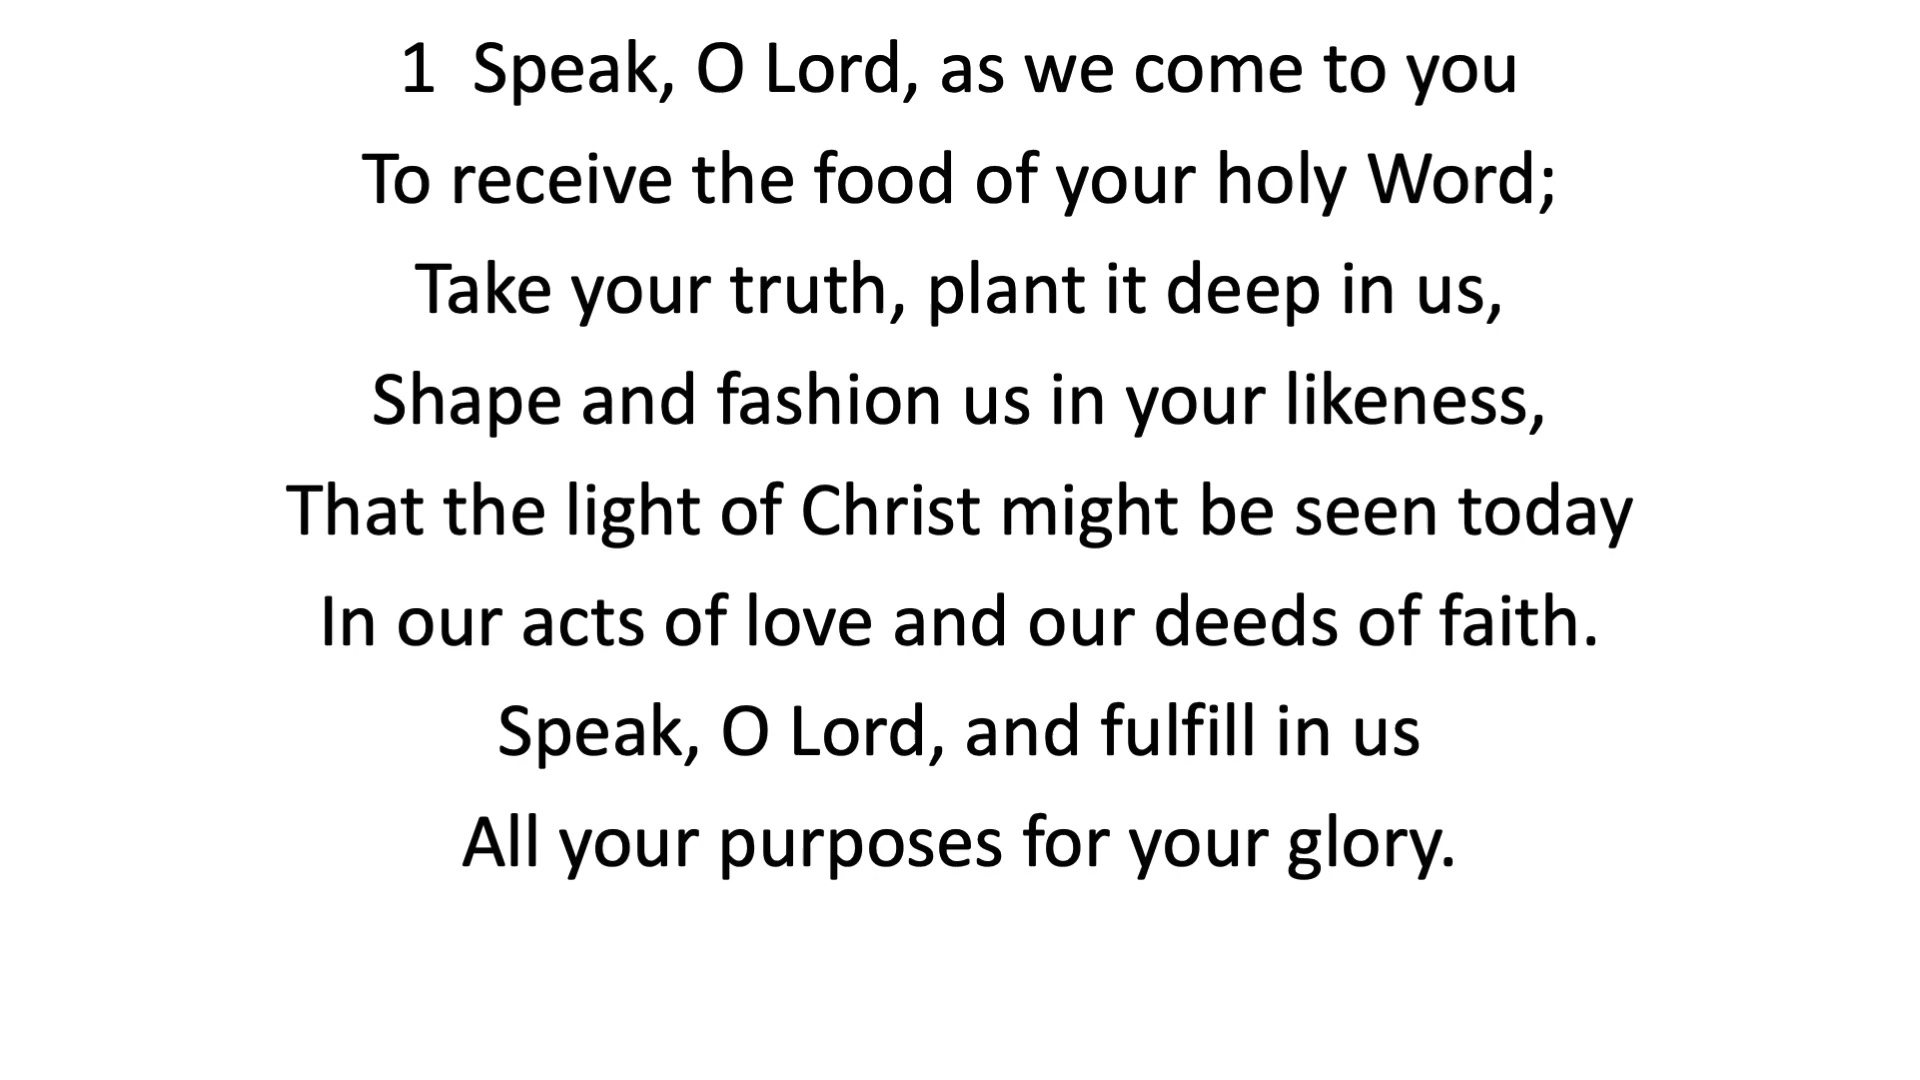 1  Speak, O Lord, as we come to you
To receive the food of your holy Word;
Take your truth, plant it deep in us,
Shape and fashion us in your likeness,
That the light of Christ might be seen today
In our acts of love and our deeds of faith.
Speak, O Lord, and fulfill in us
All your purposes for your glory.